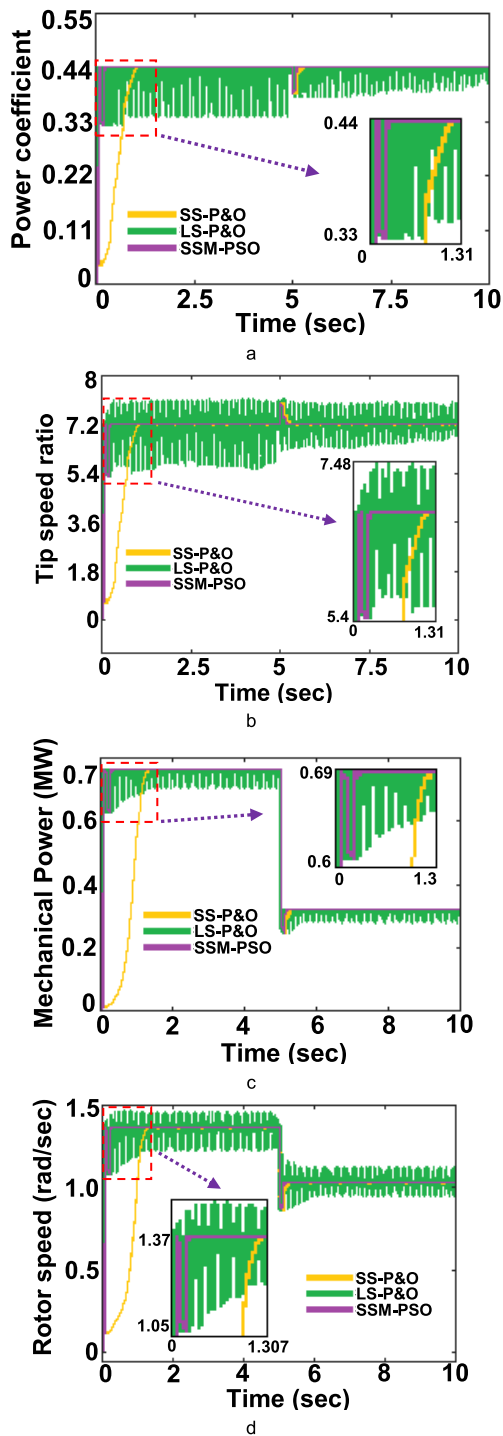 Power coefficient
0.55
0.44
0.33
0.22
0.11
0
0.44
0.33
0
1.31
SS-P&O
LS-P&O
SSM-PSO
0 2.5 5 7.5 10
Time (sec)
a
Tip speed ratio
8
7.2
5.4
3.6
1.8
0
7.48
5.4
0 1.31
SS-P&O
LS-P&O
SSM-PSO
0 2.5 5 7.5 10
Time (sec)
b
Mechanical Power (MW)
0.7
0.6
0.4
0.2
0
0.69
0.6
0 1.3
SS-P&O
LS-P&O
SSM-PSO
2 4 6 8 10
Time (sec)
c
Rotor speed (rad/sec)
1.5
1.0
0.5
0
1.37
1.05
0 1.307
SS-P&O
LS-P&O
SSM-PSO
0 2 4 6 8 10
Time (sec)
d